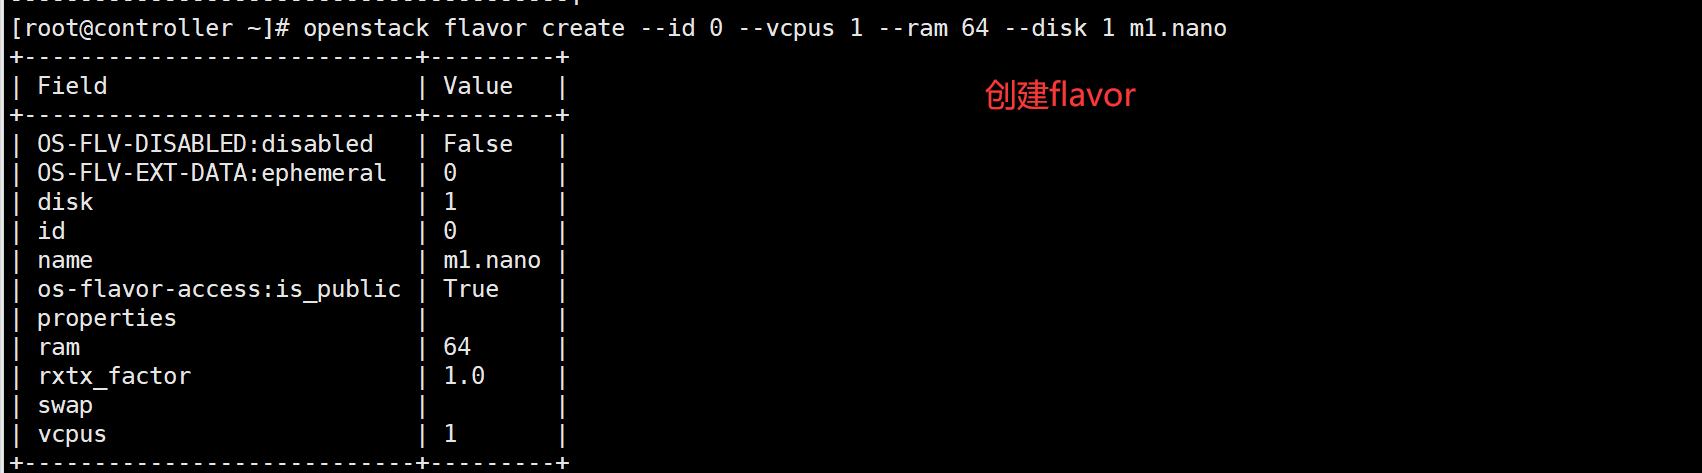 [root@controller ~]# openstack flavor create --id 0 --vcpus 1 --ram 64 --disk 1 m1.nano
+----------------------------+---------+
| Field                      | Value   |
创建flavor
+----------------------------+---------+
| OS-FLV-DISABLED:disabled   | False   |
| OS-FLV-EXT-DATA:ephemeral  | 0       |
| disk                       | 1       |
| id                         | 0       |
| name                       | m1.nano |
| os-flavor-access:is_public | True    |
| properties                 |         |
| ram                        | 64      |
| rxtx_factor                | 1.0     |
| swap                       |         |
| vcpus                      | 1       |
+----------------------------+---------+